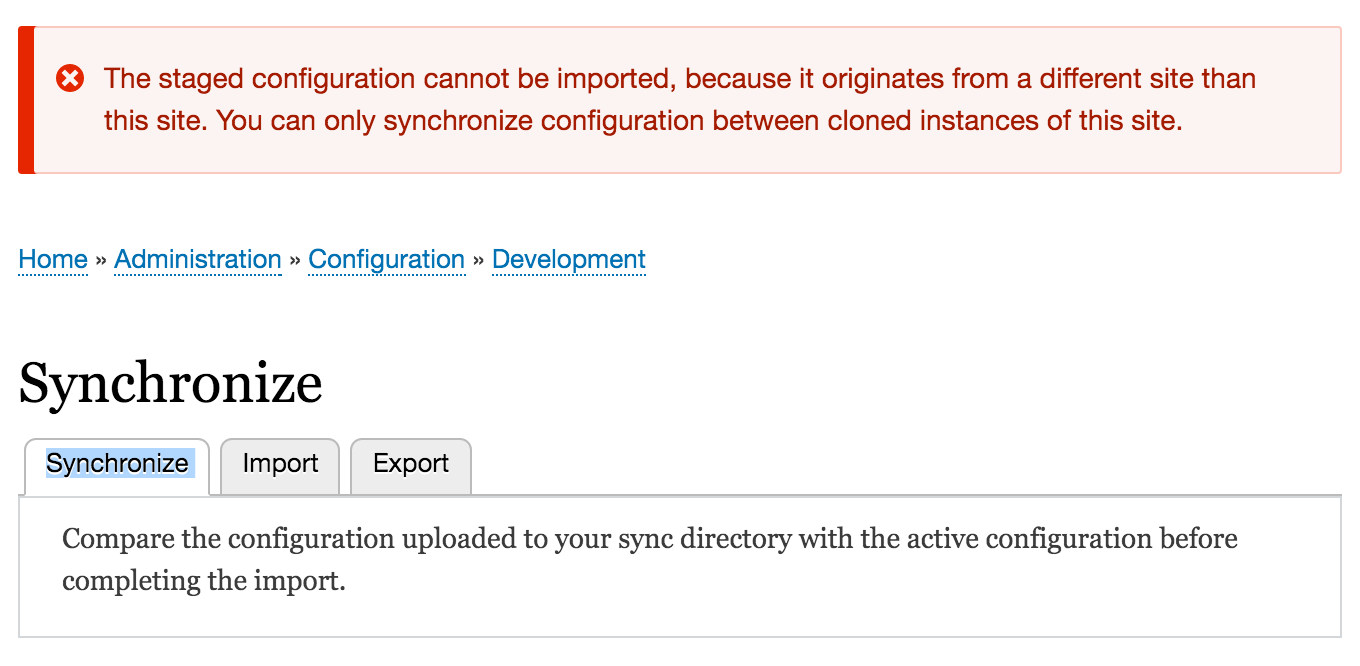 The staged configuration cannot be imported, because it originates from a different site than
this site. You can only synchronize configuration between cloned instances of this site.
Home » Administration » Configuration » Development
Synchronize
Synchronize Import Export
Compare the configuration uploaded to your sync directory with the active configuration before
completing the import.